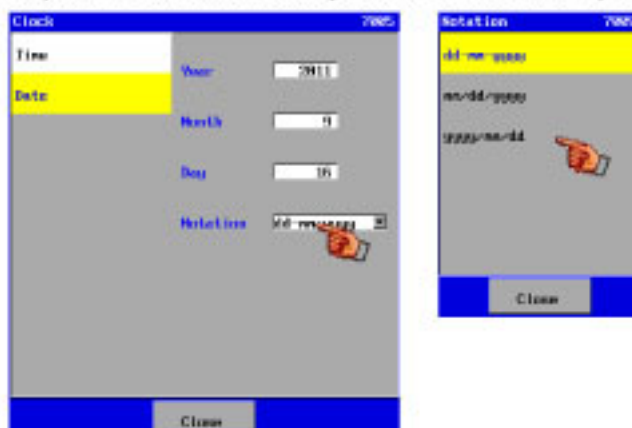 Clock 7005
Time
Date
Year 2011
Month 9
Day 16
Notation dd-mm-yyyy
Close
Notation 7005
dd-mm-yyyy
mm/dd/yyyy
yyyy/mm/dd
Close